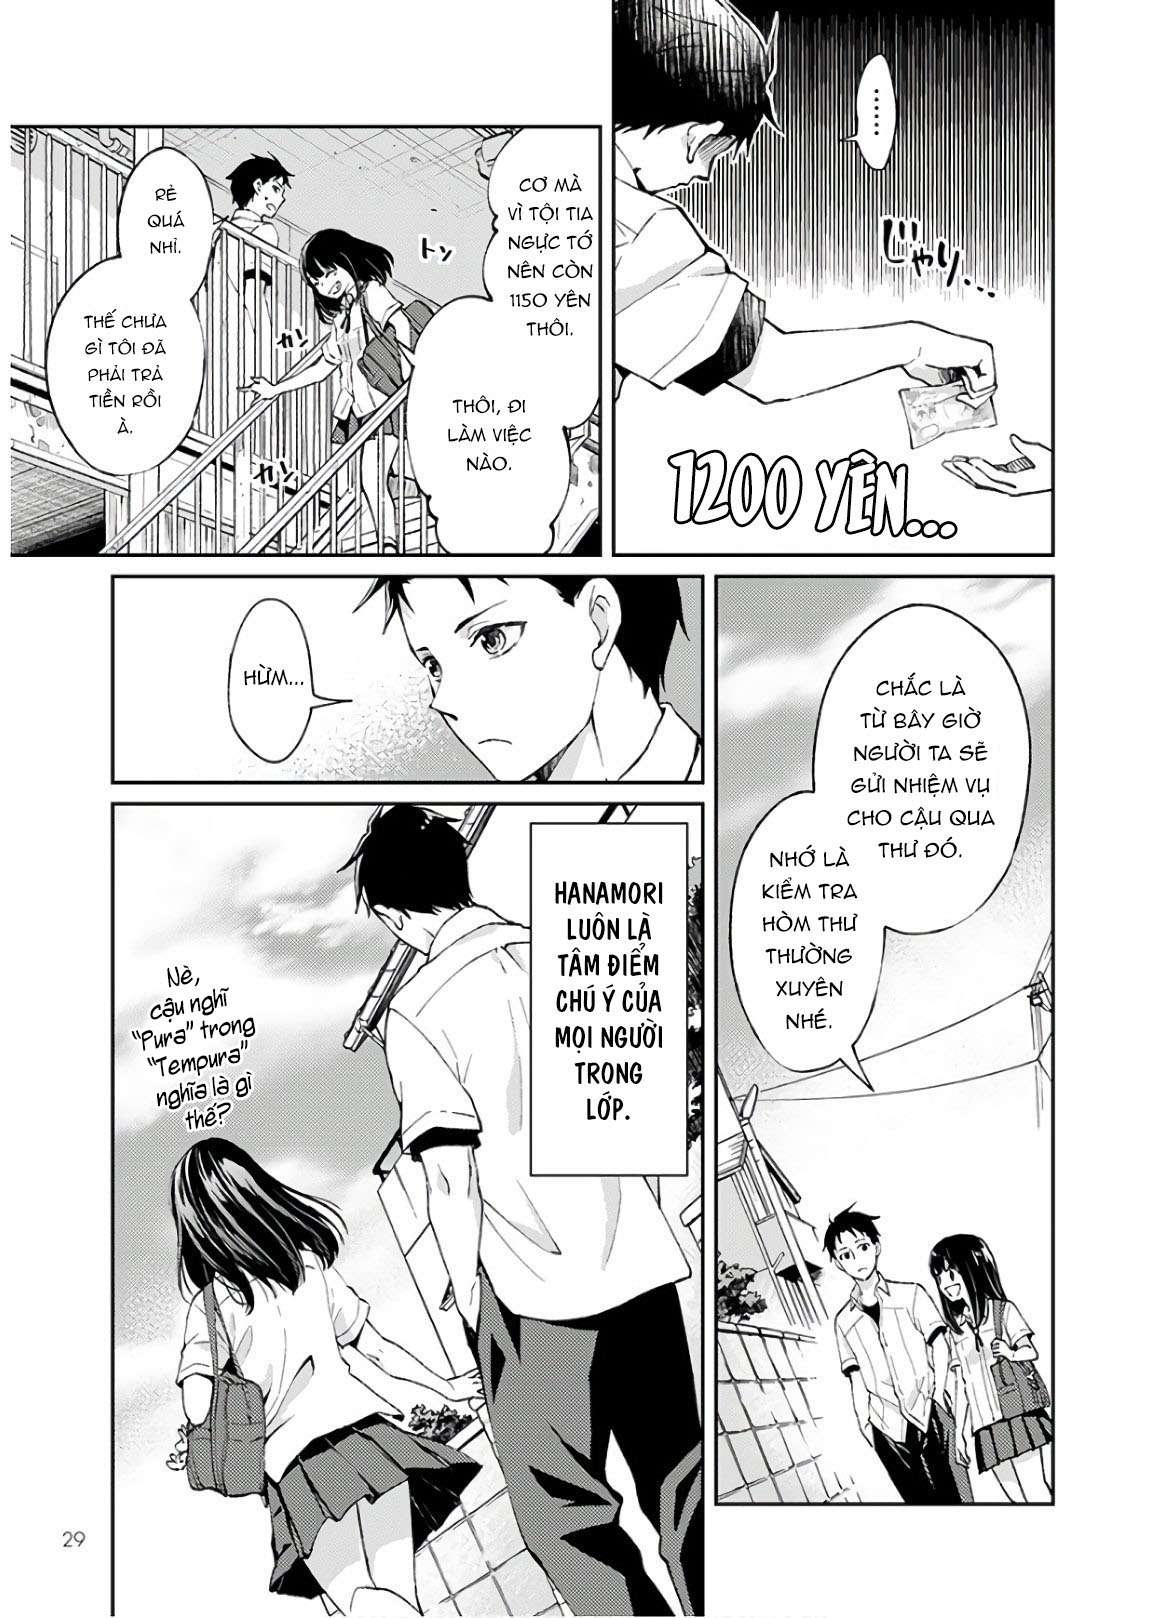 ………
じゃり…
1200 YÊN...
CƠ MÀ
VÌ TỘI TIA
NGỰC TỚ
NÊN CÒN
1150 YÊN
THÔI.
THÔI, ĐI
LÀM VIỆC
NÀO.
トン
カン
カン
RẺ
QUÁ
NHỈ.
THẾ CHƯA
GÌ TÔI ĐÃ
PHẢI TRẢ
TIỀN RỒI
À.
CHẮC LÀ
TỪ BÂY GIỜ
NGƯỜI TA SẼ
GỬI NHIỆM VỤ
CHO CẬU QUA
THƯ ĐÓ.
NHỚ LÀ
KIỂM TRA
HÒM THƯ
THƯỜNG
XUYÊN
NHÉ.
HỪM...
HANAMORI
LUÔN LÀ
TÂM ĐIỂM
CHÚ Ý CỦA
MỌI NGƯỜI
TRONG
LỚP.
Nè,
cậu nghĩ
"Pura" trong
"Tempura"
nghĩa là gì
thế?
29